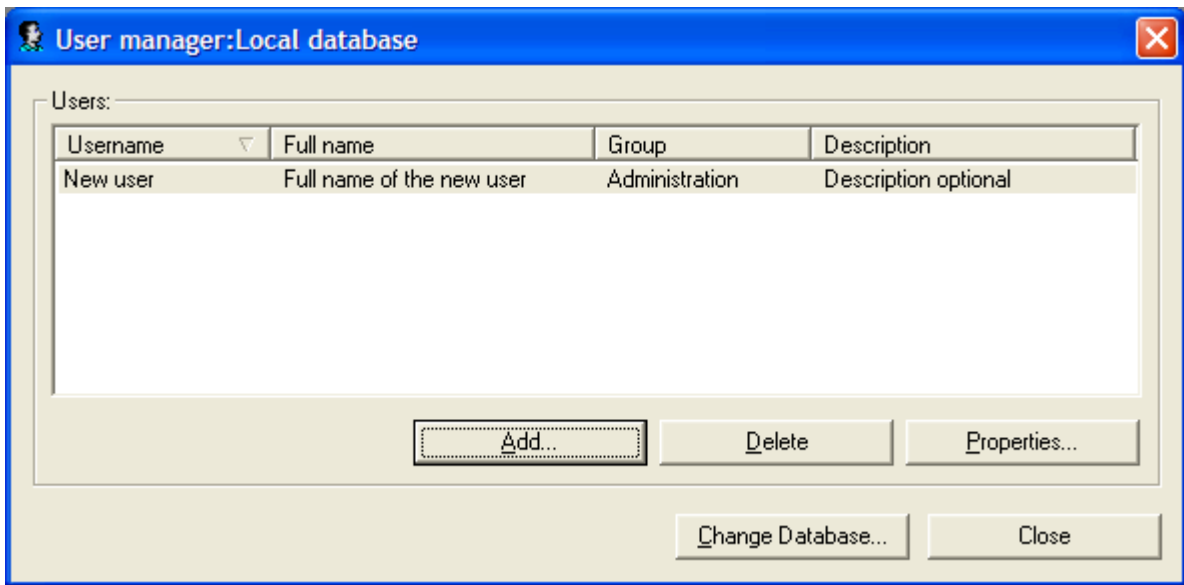 User manager:Local database
Users:
Username Full name Group Description
New user Full name of the new user Administration Description optional
Add... Delete Properties...
Change Database... Close